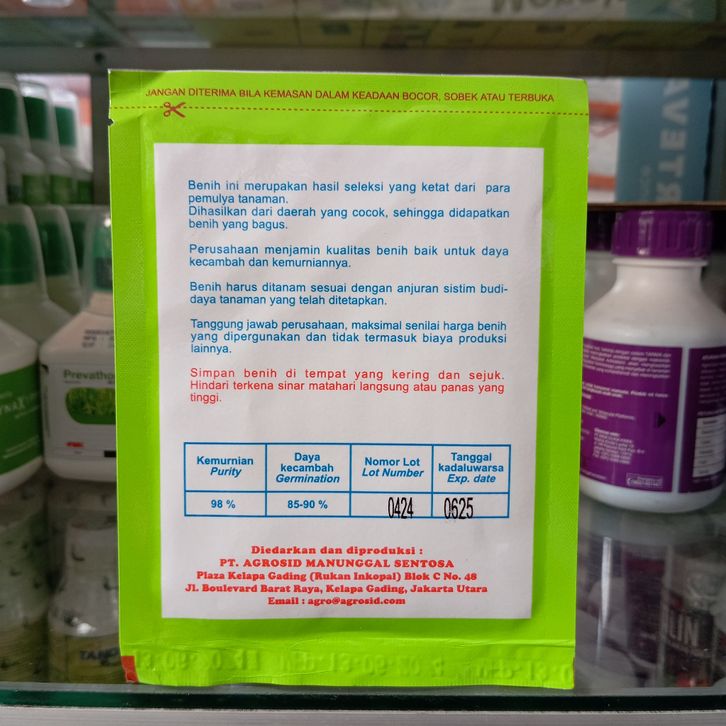 JANGAN DITERIMA BILA KEMASAN DALAM KEADAAN BOCOR, SOBEK ATAU TERBUKA
Benih ini merupakan hasil seleksi yang ketat dari para
pemulya tanaman.
Dihasilkan dari daerah yang cocok, sehingga didapatkan
benih yang bagus.
Perusahaan menjamin kualitas benih baik untuk daya
kecambah dan kemurniannya.
Benih harus ditanam sesuai dengan anjuran sistim budi-
daya tanaman yang telah ditetapkan.
Tanggung jawab perusahaan, maksimal senilai harga benih
yang dipergunakan dan tidak termasuk biaya produksi
lainnya.
Simpan benih di tempat yang kering dan sejuk.
Hindari terkena sinar matahari langsung atau panas yang
tinggi.
Kemurnian Purity
Daya kecambah Germination
Nomor Lot Lot Number
Tanggal kadaluwarsa Exp. date
98 % 85-90 % 0424 0625
Diedarkan dan diproduksi :
PT. AGROSID MANUNGGAL SENTOSA
Plaza Kelapa Gading (Rukan Inkopal) Blok C No. 48
Jl. Boulevard Barat Raya, Kelapa Gading, Jakarta Utara
Email : agro@agrosid.com
Prevatho